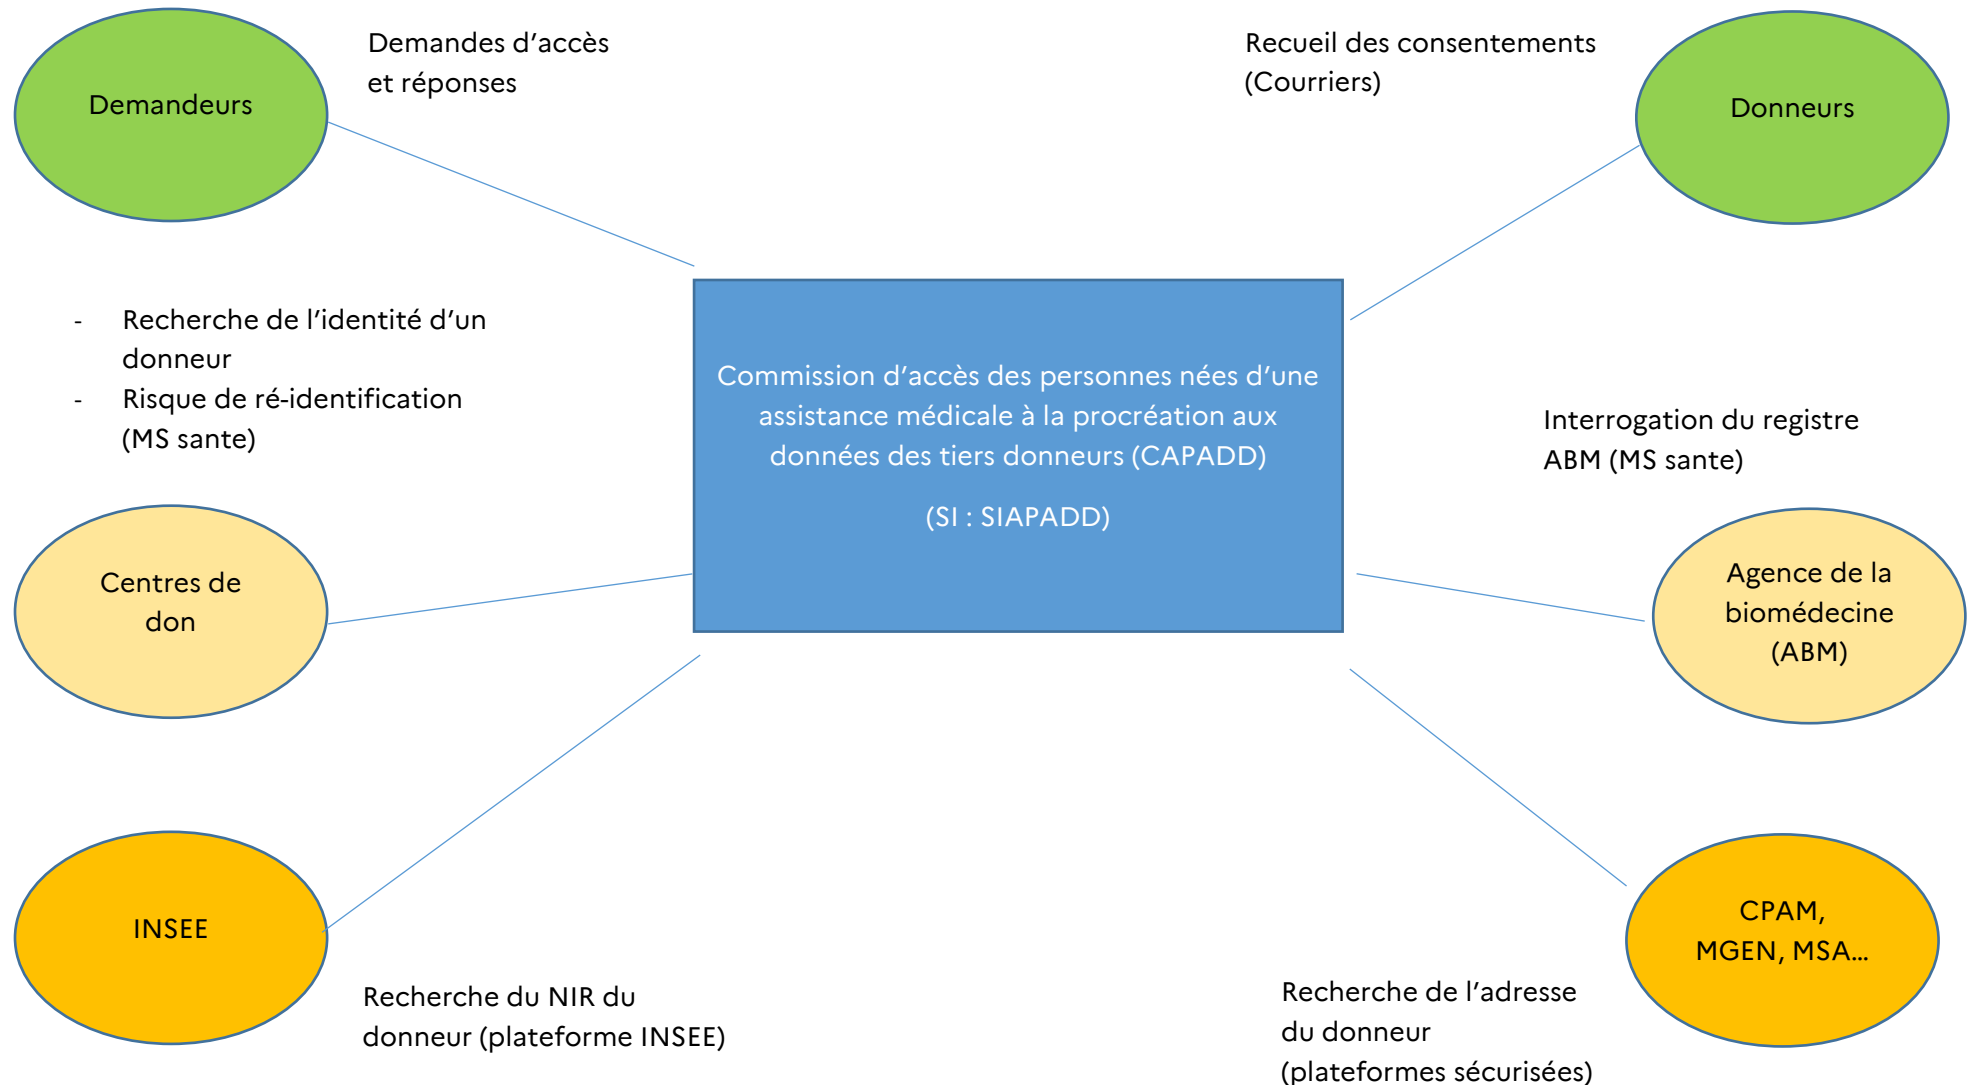 Demandeurs
Demandes d’accès
et réponses
Recueil des consentements
(Courriers)
Donneurs
- Recherche de l’identité d’un
donneur
- Risque de ré-identification
(MS sante)
Commission d’accès des personnes nées d’une
assistance médicale à la procréation aux
données des tiers donneurs (CAPADD)
(SI : SIAPADD)
Interrogation du registre
ABM (MS sante)
Centres de
don
Agence de la
biomédecine
(ABM)
INSEE
Recherche du NIR du
donneur (plateforme INSEE)
CPAM,
MGEN, MSA…
Recherche de l’adresse
du donneur
(plateformes sécurisées)